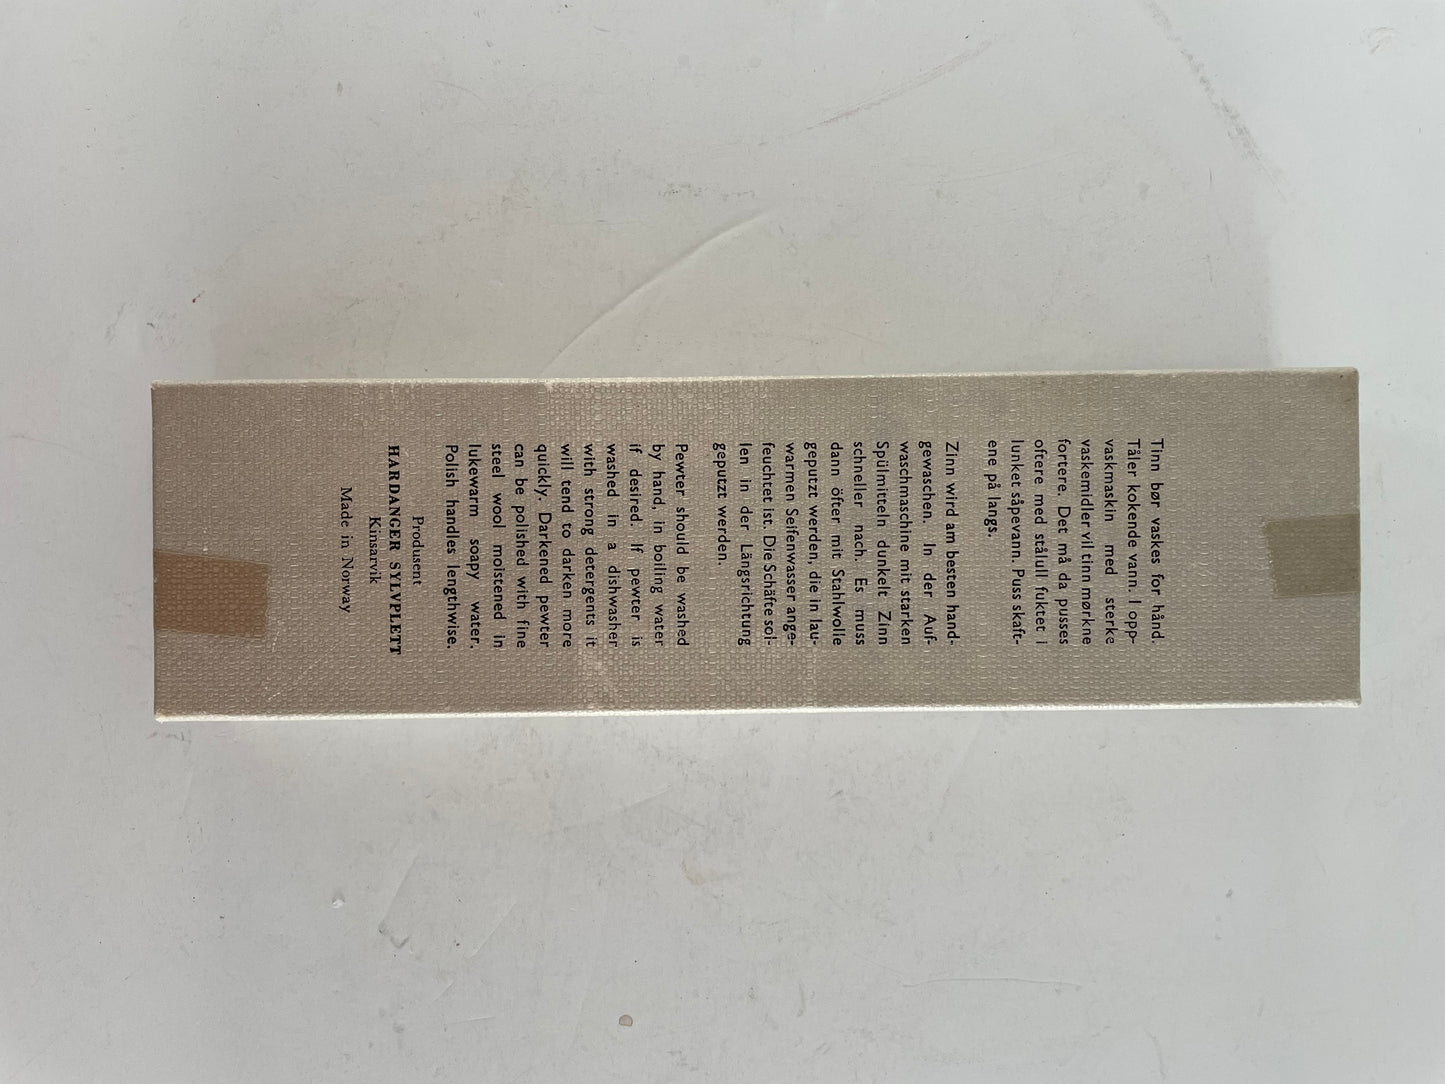 Tinn bør vaskes for hånd.
Tåler kokende vann. I opp-
vaskmaskin med sterke
vaskemidler vil tinn mørkne
fortere. Det må da pusses
oftere med stålull fuktet i
lunket såpevann. Puss skaft-
ene på langs.
Zinn wird am besten hand-
gewaschen. In der Auf-
waschmaschine mit starken
Spülmitteln dunkelt Zinn
schneller nach. Es muss
dann öfter mit Stahlwolle
geputzt werden, die in lau-
warmen Seifenwasser ange-
feuchtet ist. Die Schäfte sol-
len in der Längsrichtung
geputzt werden.
Pewter should be washed
by hand, in boiling water
if desired. If pewter is
washed in a dishwasher
with strong detergents it
will tend to darken more
quickly. Darkened pewter
can be polished with fine
steel wool moistened in
lukewarm soapy water.
Polish handles lengthwise.
Produsent
HARDANGER SYLVPLETT
Kinsarvik
Made in Norway